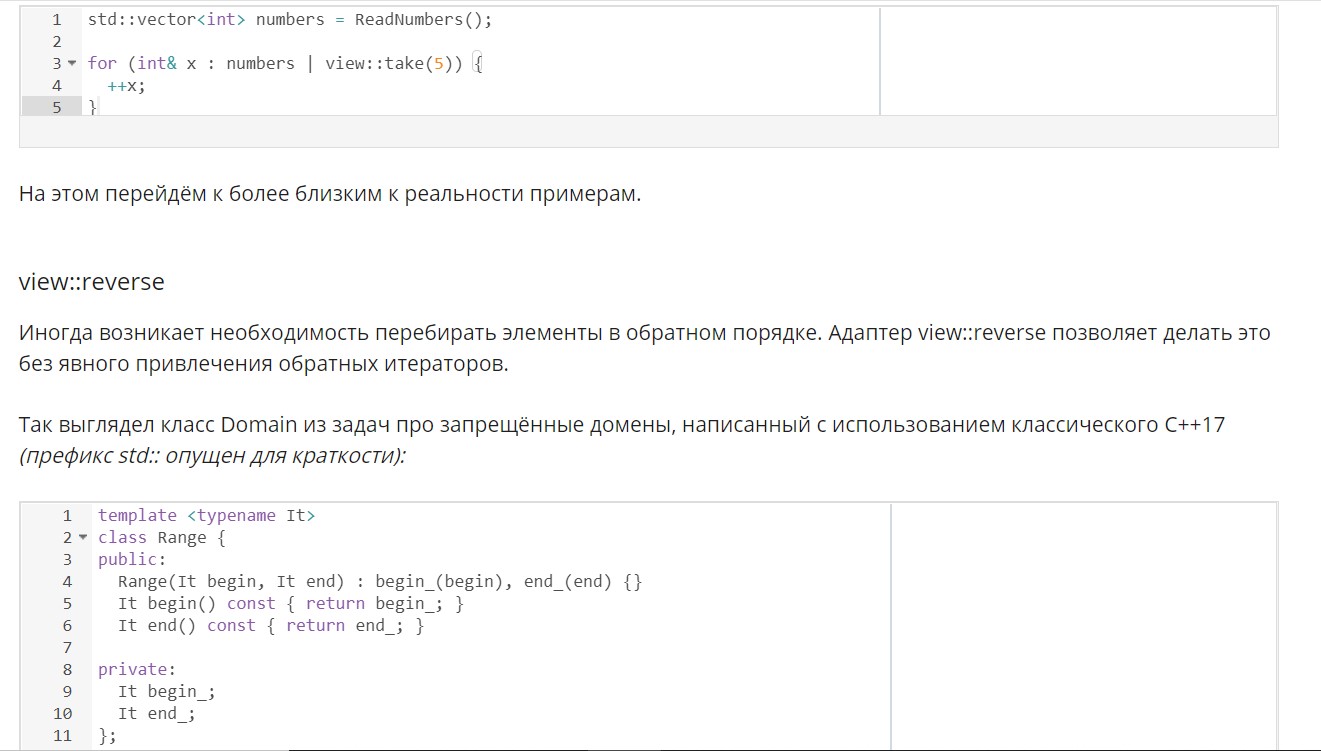 1 std::vector<int> numbers = ReadNumbers();
2
3 for (int& x : numbers | view::take(5)) {
4   ++x;
5 }
На этом перейдём к более близким к реальности примерам.
view::reverse
Иногда возникает необходимость перебирать элементы в обратном порядке. Адаптер view::reverse позволяет делать это
без явного привлечения обратных итераторов.
Так выглядел класс Domain из задач про запрещённые домены, написанный с использованием классического C++17
(префикс std:: опущен для краткости):
1 template <typename It>
2 class Range {
3 public:
4   Range(It begin, It end) : begin_(begin), end_(end) {}
5   It begin() const { return begin_; }
6   It end() const { return end_; }
7
8 private:
9   It begin_;
10   It end_;
11 };